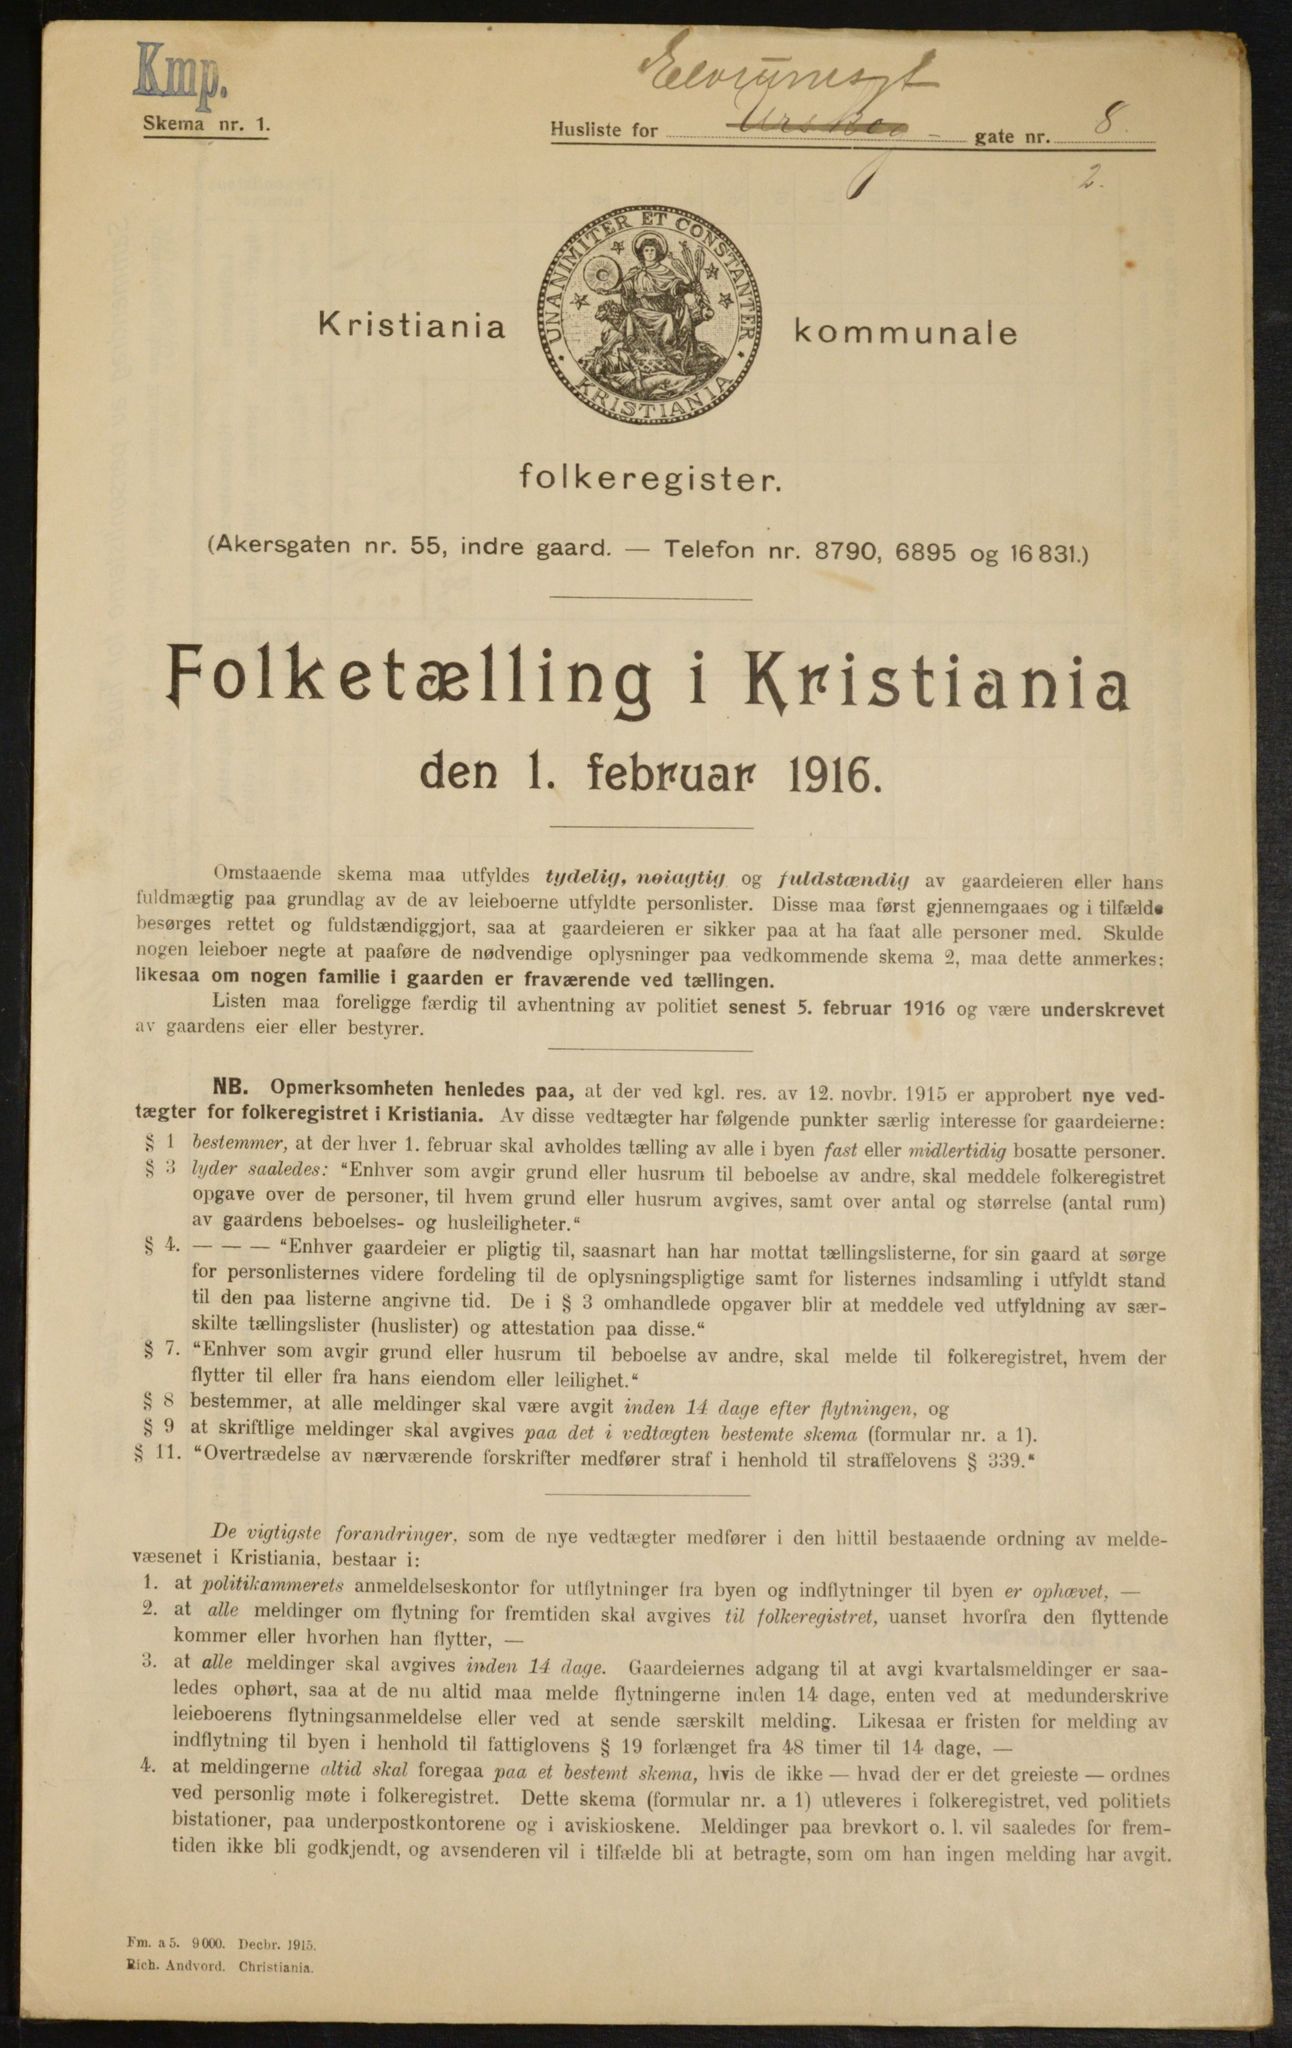 Kmp.
Skema nr. 1.
Elverumsgt
Husliste for Urskog - gate nr. 8.
2.
UNANIMITER ET CONSTANTER
KRISTIANIA
Kristiania kommunale
folkeregister.
(Akersgaten nr. 55, indre gaard. — Telefon nr. 8790, 6895 og 16 831.)
Folketælling i Kristiania
den 1. februar 1916.
Omstaaende skema maa utfyldes tydelig, nøiagtig og fuldstændig av gaardeieren eller hans
fuldmægtig paa grundlag av de av leieboerne utfyldte personlister. Disse maa først gjennemgaaes og i tilfælde
besørges rettet og fuldstændiggjort, saa at gaardeieren er sikker paa at ha faat alle personer med. Skulde
nogen leieboer negte at paaføre de nødvendige oplysninger paa vedkommende skema 2, maa dette anmerkes;
likesaa om nogen familie i gaarden er fraværende ved tællingen.
Listen maa foreligge færdig til avhentning av politiet senest 5. februar 1916 og være underskrevet
av gaardens eier eller bestyrer.
NB. Opmerksomheten henledes paa, at der ved kgl. res. av 12. novbr. 1915 er approbert nye ved-
tægter for folkeregistret i Kristiania. Av disse vedtægter har følgende punkter særlig interesse for gaardeierne:
§ 1 bestemmer, at der hver 1. februar skal avholdes tælling av alle i byen fast eller midlertidig bosatte personer.
§ 3 lyder saaledes: “Enhver som avgir grund eller husrum til beboelse av andre, skal meddele folkeregistret
opgave over de personer, til hvem grund eller husrum avgives, samt over antal og størrelse (antal rum)
av gaardens beboelses- og husleiligheter.“
§ 4. — — — “Enhver gaardeier er pligtig til, saasnart han har mottat tællingslisterne, for sin gaard at sørge
for personlisternes videre fordeling til de oplysningspligtige samt for listernes indsamling i utfyldt stand
til den paa listerne angivne tid. De i § 3 omhandlede opgaver blir at meddele ved utfyldning av sær-
skilte tællingslister (huslister) og attestation paa disse.“
§ 7. “Enhver som avgir grund eller husrum til beboelse av andre, skal melde til folkeregistret, hvem der
flytter til eller fra hans eiendom eller leilighet.“
§ 8 bestemmer, at alle meldinger skal være avgit inden 14 dage efter flytningen, og
§ 9 at skriftlige meldinger skal avgives paa det i vedtægten bestemte skema (formular nr. a 1).
§ 11. “Overtrædelse av nærværende forskrifter medfører straf i henhold til straffelovens § 339.“
De vigtigste forandringer, som de nye vedtægter medfører i den hittil bestaaende ordning av melde-
væsenet i Kristiania, bestaar i:
1. at politikammerets anmeldelseskontor for utflytninger fra byen og indflytninger til byen er ophævet, —
2. at alle meldinger om flytning for fremtiden skal avgives til folkeregistret, uanset hvorfra den flyttende
kommer eller hvorhen han flytter, —
3. at alle meldinger skal avgives inden 14 dage. Gaardeiernes adgang til at avgi kvartalsmeldinger er saa-
ledes ophørt, saa at de nu altid maa melde flytningerne inden 14 dage, enten ved at medunderskrive
leieboerens flytningsanmeldelse eller ved at sende særskilt melding. Likesaa er fristen for melding av
indflytning til byen i henhold til fattiglovens § 19 forlænget fra 48 timer til 14 dage, —
4. at meldingerne altid skal foregaa paa et bestemt skema, hvis de ikke — hvad der er det greieste — ordnes
ved personlig møte i folkeregistret. Dette skema (formular nr. a 1) utleveres i folkeregistret, ved politiets
bistationer, paa underpostkontorene og i aviskioskene. Meldinger paa brevkort o. l. vil saaledes for frem-
tiden ikke bli godkjendt, og avsenderen vil i tilfælde bli at betragte, som om han ingen melding har avgit.
Fm. a 5. 9 000. Decbr. 1915.
Rich. Andvord. Christiania.